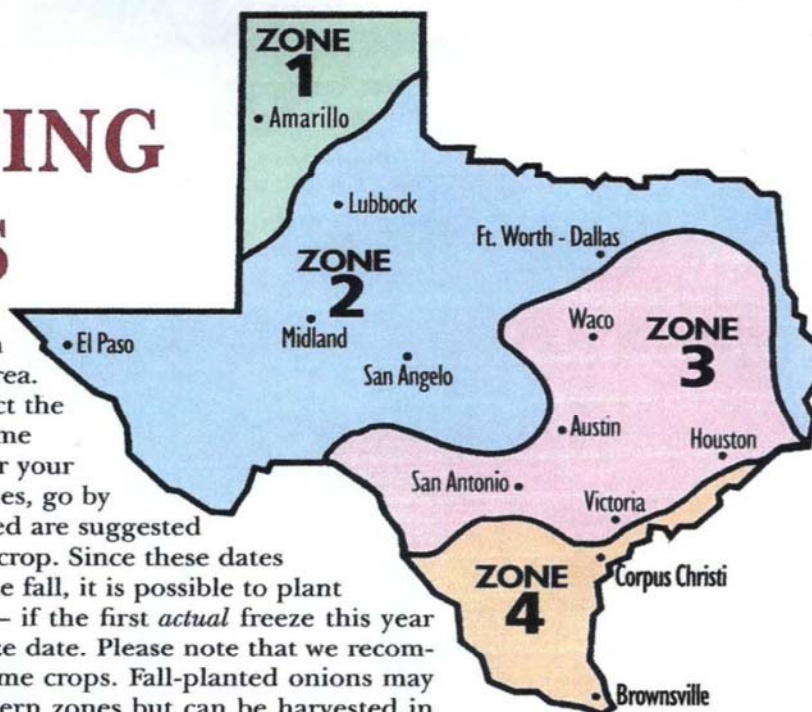 ZONE
1
Amarillo
ING
S
Lubbock
Ft. Worth - Dallas
ZONE
2
Midland
San Angelo
El Paso
Waco
ZONE
3
Austin
Houston
San Antonio
Victoria
ZONE
4
Corpus Christi
Brownsville
rea.
ct the
me
r your
es, go by
ed are suggested
crop. Since these dates
e fall, it is possible to plant
– if the first actual freeze this year
ze date. Please note that we recom-
me crops. Fall-planted onions may
ern zones but can be harvested in